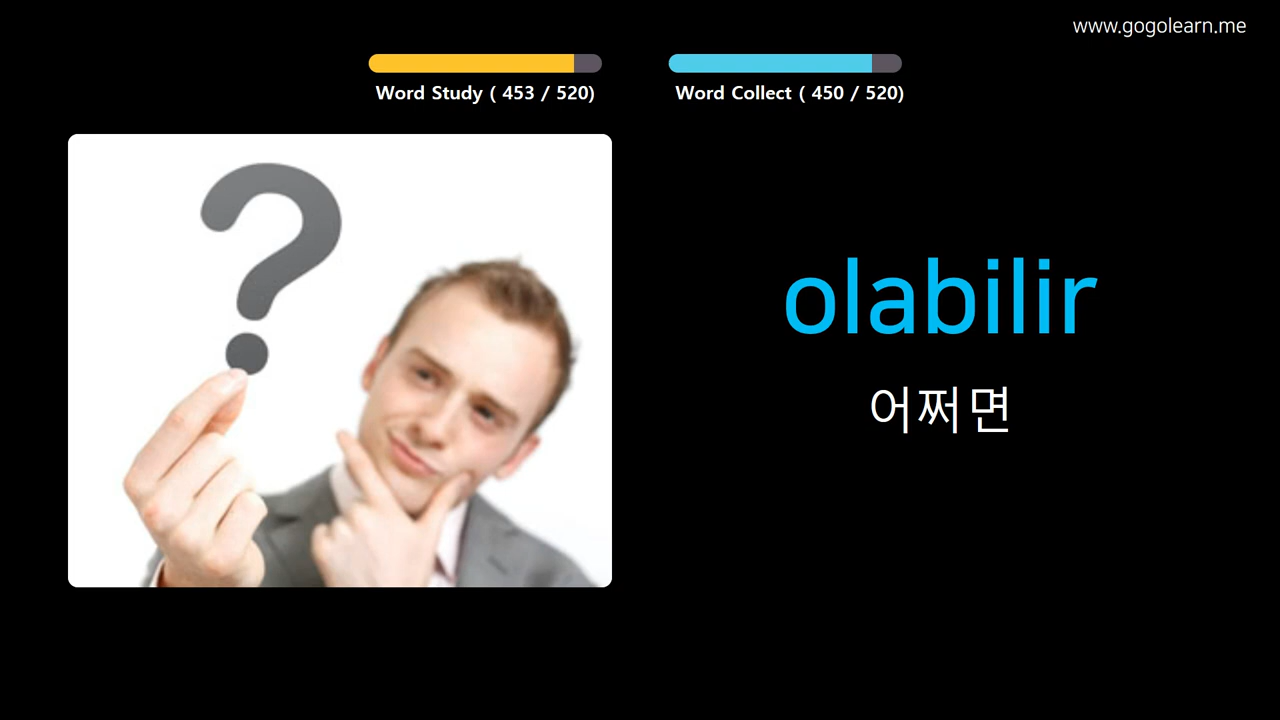 www.gogolearn.me
Word Study ( 453 / 520)
Word Collect ( 450 / 520)
?
olabilir
어쩌면